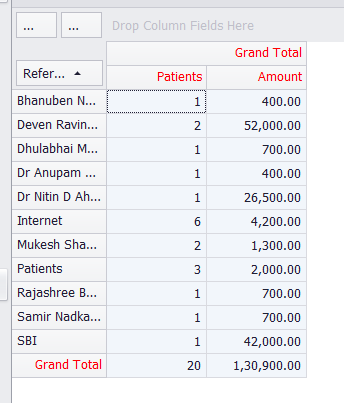 ... ... Drop Column Fields Here
Grand Total
Refer... Patients Amount
Bhanuben N... 1 400.00
Deven Ravin... 2 52,000.00
Dhulabhai M... 1 700.00
Dr Anupam ... 1 400.00
Dr Nitin D Ah... 1 26,500.00
Internet 6 4,200.00
Mukesh Sha... 2 1,300.00
Patients 3 2,000.00
Rajashree B... 1 700.00
Samir Nadka... 1 700.00
SBI 1 42,000.00
Grand Total 20 1,30,900.00